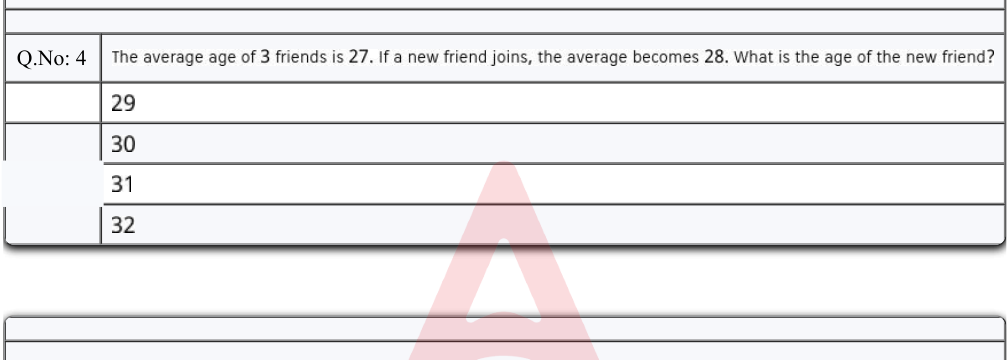 Q.No: 4 The average age of 3 friends is 27. If a new friend joins, the average becomes 28. What is the age of the new friend?
29
30
31
32